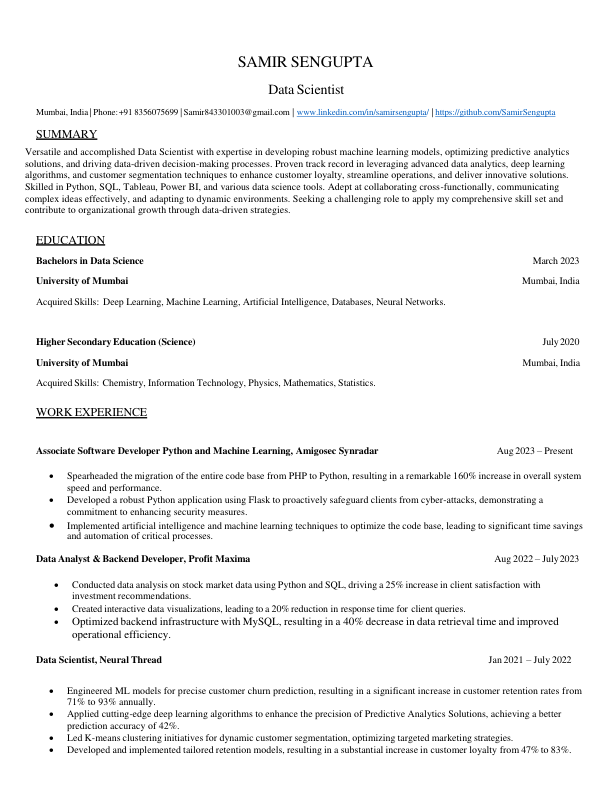 SAMIR SENGUPTA
Data Scientist
Mumbai, India | Phone: +91 8356075699 | Samir843301003@gmail.com | www.linkedin.com/in/samirsengupta/ | https://github.com/SamirSengupta
SUMMARY
Versatile and accomplished Data Scientist with expertise in developing robust machine learning models, optimizing predictive analytics
solutions, and driving data-driven decision-making processes. Proven track record in leveraging advanced data analytics, deep learning
algorithms, and customer segmentation techniques to enhance customer loyalty, streamline operations, and deliver innovative solutions.
Skilled in Python, SQL, Tableau, Power BI, and various data science tools. Adept at collaborating cross-functionally, communicating
complex ideas effectively, and adapting to dynamic environments. Seeking a challenging role to apply my comprehensive skill set and
contribute to organizational growth through data-driven strategies.
EDUCATION
Bachelors in Data Science March 2023
University of Mumbai Mumbai, India
Acquired Skills: Deep Learning, Machine Learning, Artificial Intelligence, Databases, Neural Networks.
Higher Secondary Education (Science) July 2020
University of Mumbai Mumbai, India
Acquired Skills: Chemistry, Information Technology, Physics, Mathematics, Statistics.
WORK EXPERIENCE
Associate Software Developer Python and Machine Learning, Amigosec Synradar Aug 2023 – Present
• Spearheaded the migration of the entire code base from PHP to Python, resulting in a remarkable 160% increase in overall system
speed and performance.
• Developed a robust Python application using Flask to proactively safeguard clients from cyber-attacks, demonstrating a
commitment to enhancing security measures.
• Implemented artificial intelligence and machine learning techniques to optimize the code base, leading to significant time savings
and automation of critical processes.
Data Analyst & Backend Developer, Profit Maxima Aug 2022 – July 2023
• Conducted data analysis on stock market data using Python and SQL, driving a 25% increase in client satisfaction with
investment recommendations.
• Created interactive data visualizations, leading to a 20% reduction in response time for client queries.
• Optimized backend infrastructure with MySQL, resulting in a 40% decrease in data retrieval time and improved
operational efficiency.
Data Scientist, Neural Thread Jan 2021 – July 2022
• Engineered ML models for precise customer churn prediction, resulting in a significant increase in customer retention rates from
71% to 93% annually.
• Applied cutting-edge deep learning algorithms to enhance the precision of Predictive Analytics Solutions, achieving a better
prediction accuracy of 42%.
• Led K-means clustering initiatives for dynamic customer segmentation, optimizing targeted marketing strategies.
• Developed and implemented tailored retention models, resulting in a substantial increase in customer loyalty from 47% to 83%.